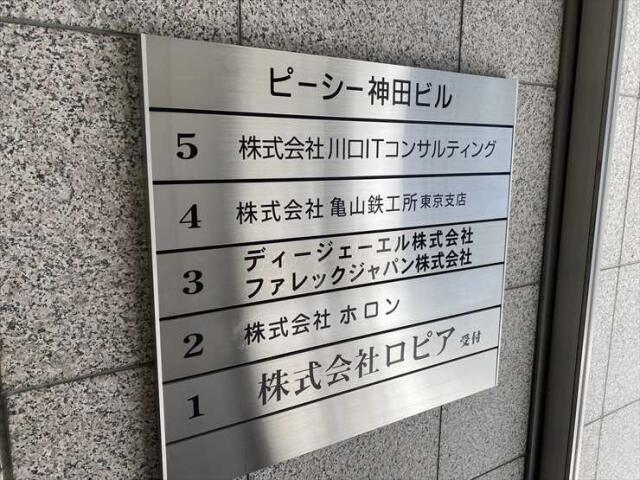 ピーシー神田ビル
5 株式会社川口ITコンサルティング
4 株式会社亀山鉄工所東京支店
3 ディージェーエル株式会社
ファレックジャパン株式会社
2 株式会社ホロン
1 株式会社ロピア 受付